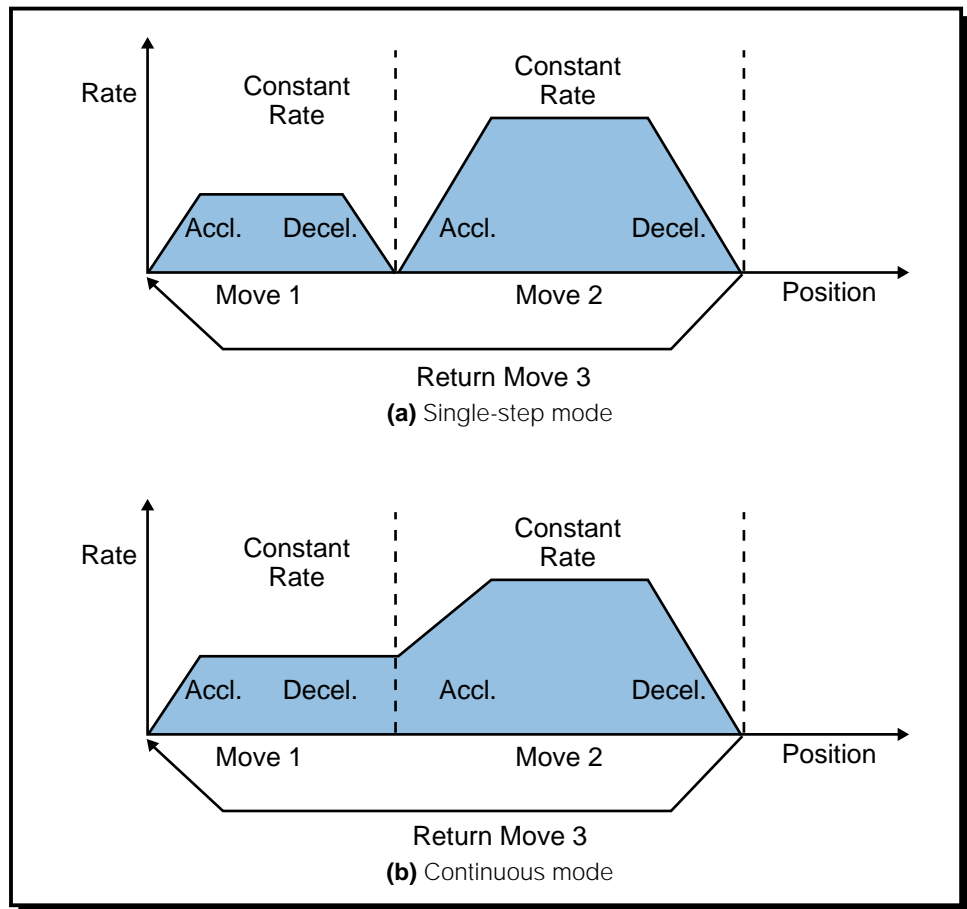 Constant
Rate
Constant
Rate
Rate
Accl.
Decel.
Accl.
Decel.
Move 1
Move 2
Position
Return Move 3
(a) Single-step mode
Constant
Rate
Constant
Rate
Rate
Accl.
Decel.
Accl.
Decel.
Move 1
Move 2
Position
Return Move 3
(b) Continuous mode